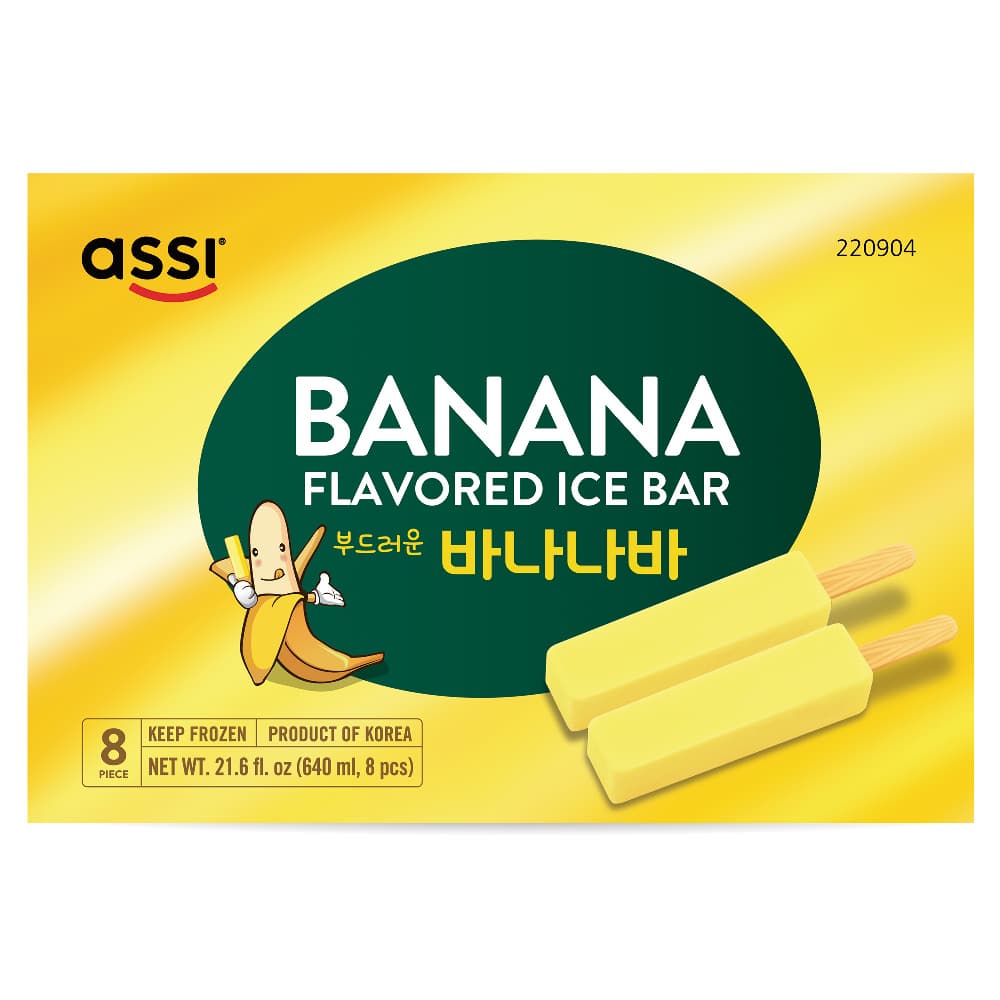 assi®
220904
BANANA
FLAVORED ICE BAR
부드러운 바나나바
8
PIECE
KEEP FROZEN
PRODUCT OF KOREA
NET WT. 21.6 fl. oz (640 ml, 8 pcs)